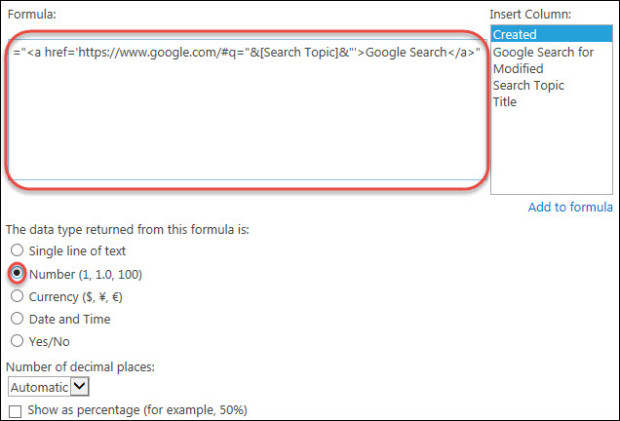 Formula:
="<a href='https://www.google.com/#q="&[Search Topic]&"'>Google Search</a>"
Insert Column:
Created
Google Search for
Modified
Search Topic
Title
Add to formula
The data type returned from this formula is:
Single line of text
Number (1, 1.0, 100)
Currency ($, ¥, €)
Date and Time
Yes/No
Number of decimal places:
Automatic
Show as percentage (for example, 50%)